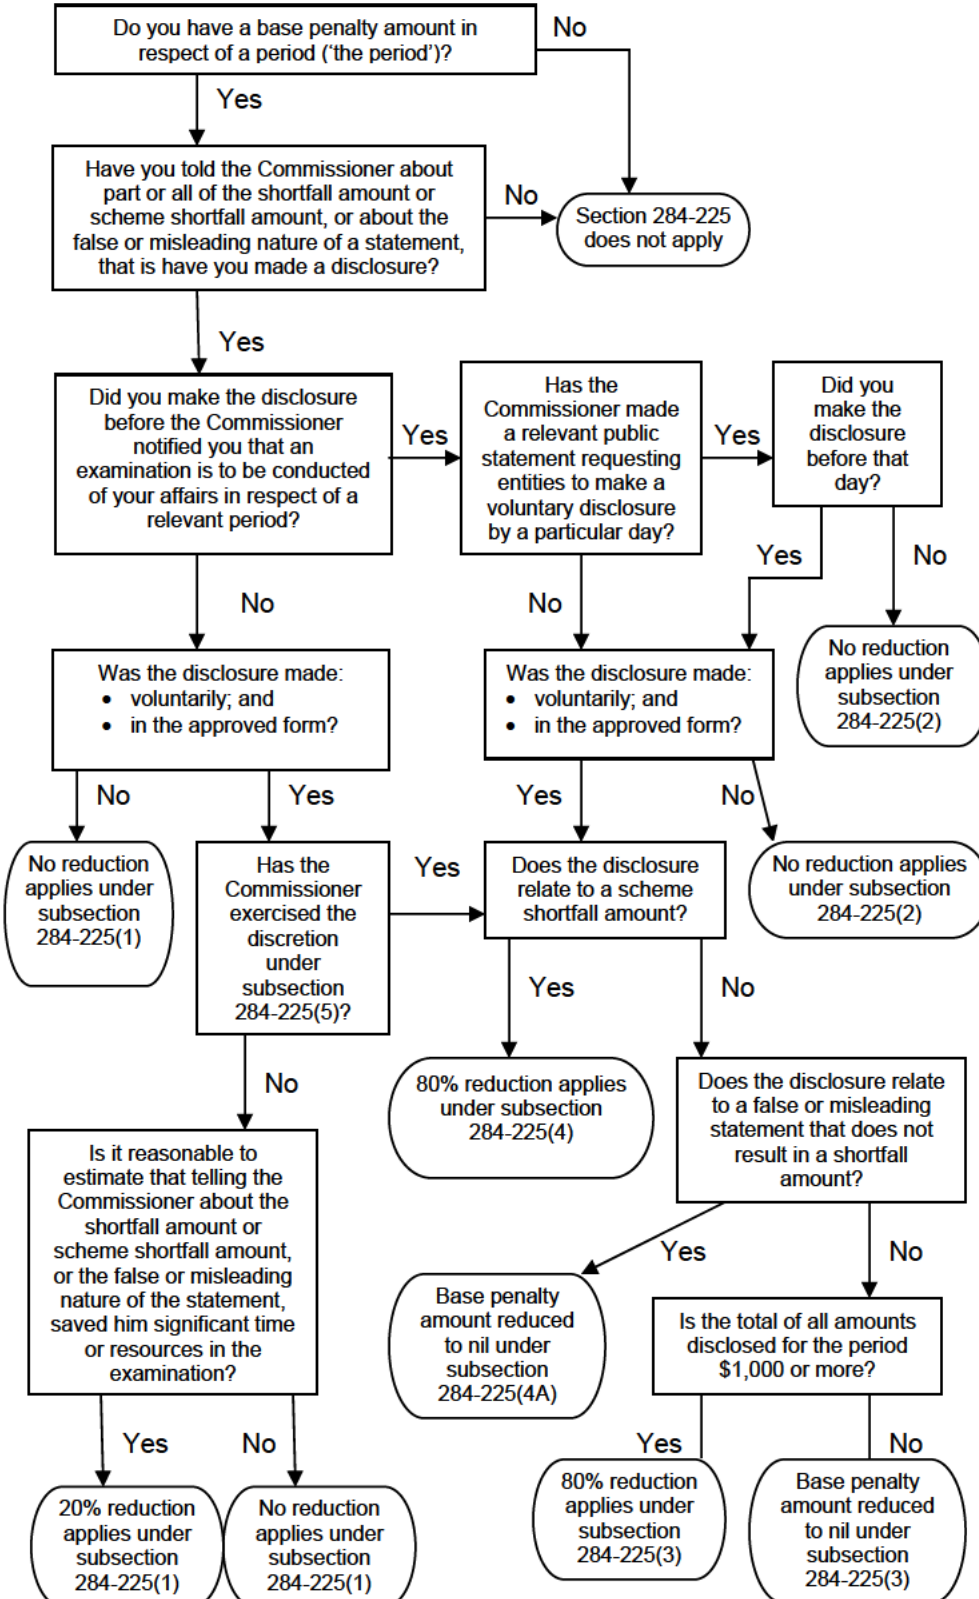 Do you have a base penalty amount in
respect of a period (‘the period’)?
No
Yes
Have you told the Commissioner about
part or all of the shortfall amount or
scheme shortfall amount, or about the
false or misleading nature of a statement,
that is have you made a disclosure?
No
Section 284-225
does not apply
Yes
Did you make the disclosure
before the Commissioner
notified you that an
examination is to be conducted
of your affairs in respect of a
relevant period?
Yes
Has the
Commissioner made
a relevant public
statement requesting
entities to make a
voluntary disclosure
by a particular day?
Yes
Did you
make the
disclosure
before that
day?
No
No
Yes
No
No reduction
applies under
subsection
284-225(2)
Was the disclosure made:
• voluntarily; and
• in the approved form?
Was the disclosure made:
• voluntarily; and
• in the approved form?
No
Yes
Yes
No
No reduction
applies under
subsection
284-225(1)
Has the
Commissioner
exercised the
discretion
under
subsection
284-225(5)?
Yes
Does the disclosure
relate to a scheme
shortfall amount?
No reduction applies
under subsection
284-225(2)
Yes
No
No
80% reduction applies
under subsection
284-225(4)
Does the disclosure relate
to a false or misleading
statement that does not
result in a shortfall
amount?
Is it reasonable to
estimate that telling the
Commissioner about the
shortfall amount or
scheme shortfall amount,
or the false or misleading
nature of the statement,
saved him significant time
or resources in the
examination?
Yes
No
Base penalty
amount reduced
to nil under
subsection
284-225(4A)
Is the total of all amounts
disclosed for the period
$1,000 or more?
Yes
No
Yes
No
20% reduction
applies under
subsection
284-225(1)
No reduction
applies under
subsection
284-225(1)
80% reduction
applies under
subsection
284-225(3)
Base penalty
amount reduced
to nil under
subsection
284-225(3)